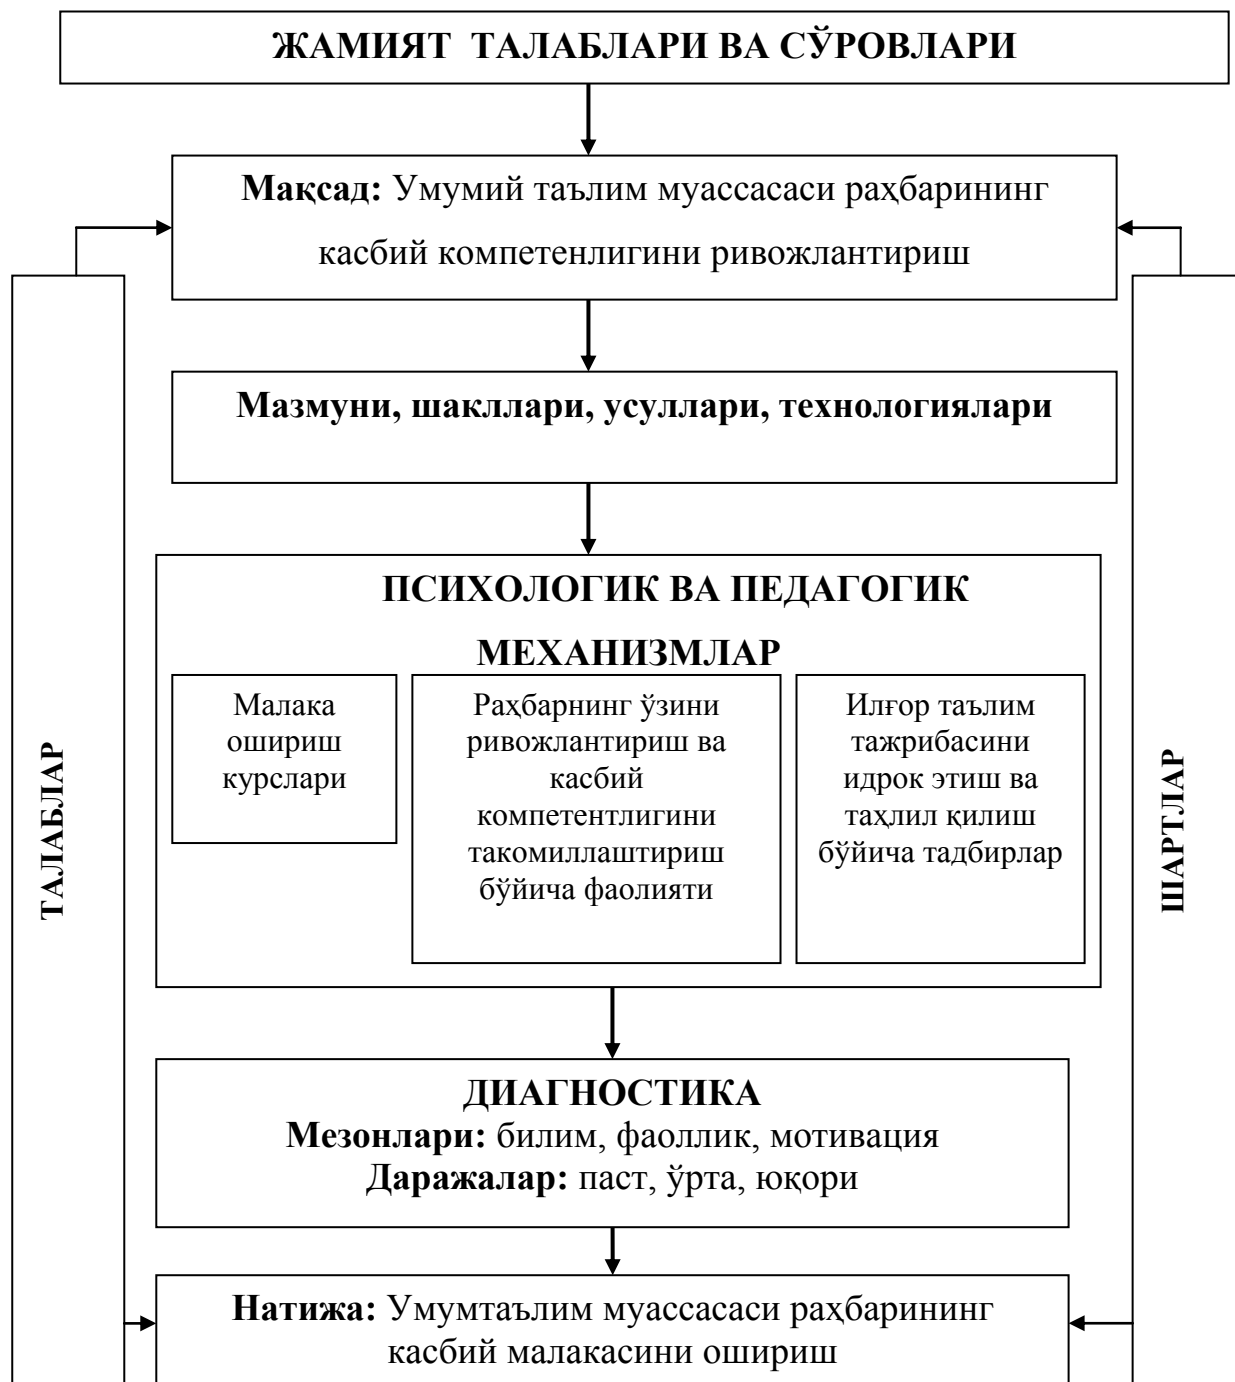 ЖАМИЯТ ТАЛАБЛАРИ ВА СЎРОВЛАРИ
Мақсад: Умумий таълим муассасаси раҳбарининг
касбий компетенлигини ривожлантириш
Мазмуни, шакллари, усуллари, технологиялари
ПСИХОЛОГИК ВА ПЕДАГОГИК
МЕХАНИЗМЛАР
Малака
ошириш
курслари
Раҳбарнинг ўзини
ривожлантириш ва
касбий
компетентлигини
такомиллаштириш
бўйича фаолияти
Илғор таълим
тажрибасини
идрок этиш ва
таҳлил қилиш
бўйича тадбирлар
ТАЛАБЛАР
ШАРТЛАР
ДИАГНОСТИКА
Мезонлари: билим, фаоллик, мотивация
Даражалар: паст, ўрта, юқори
Натижа: Умумтаълим муассасаси раҳбарининг
касбий малакасини ошириш